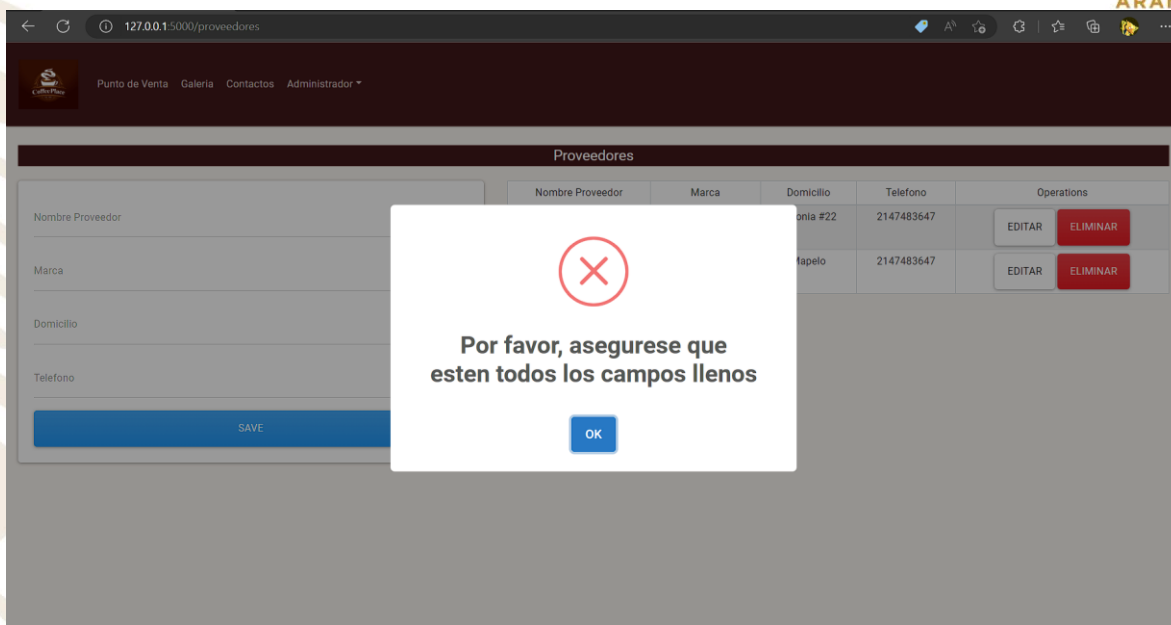 127.0.0.1:5000/proveedores
Punto de Venta Galeria Contactos Administrador
Proveedores
Nombre Proveedor
Marca
Domicilio
Telefono
SAVE
Nombre Proveedor Marca Domicilio Telefono Operations
#22 2147483647 EDITAR ELIMINAR
Mapelo 2147483647 EDITAR ELIMINAR
Por favor, asegurese que
esten todos los campos llenos
OK